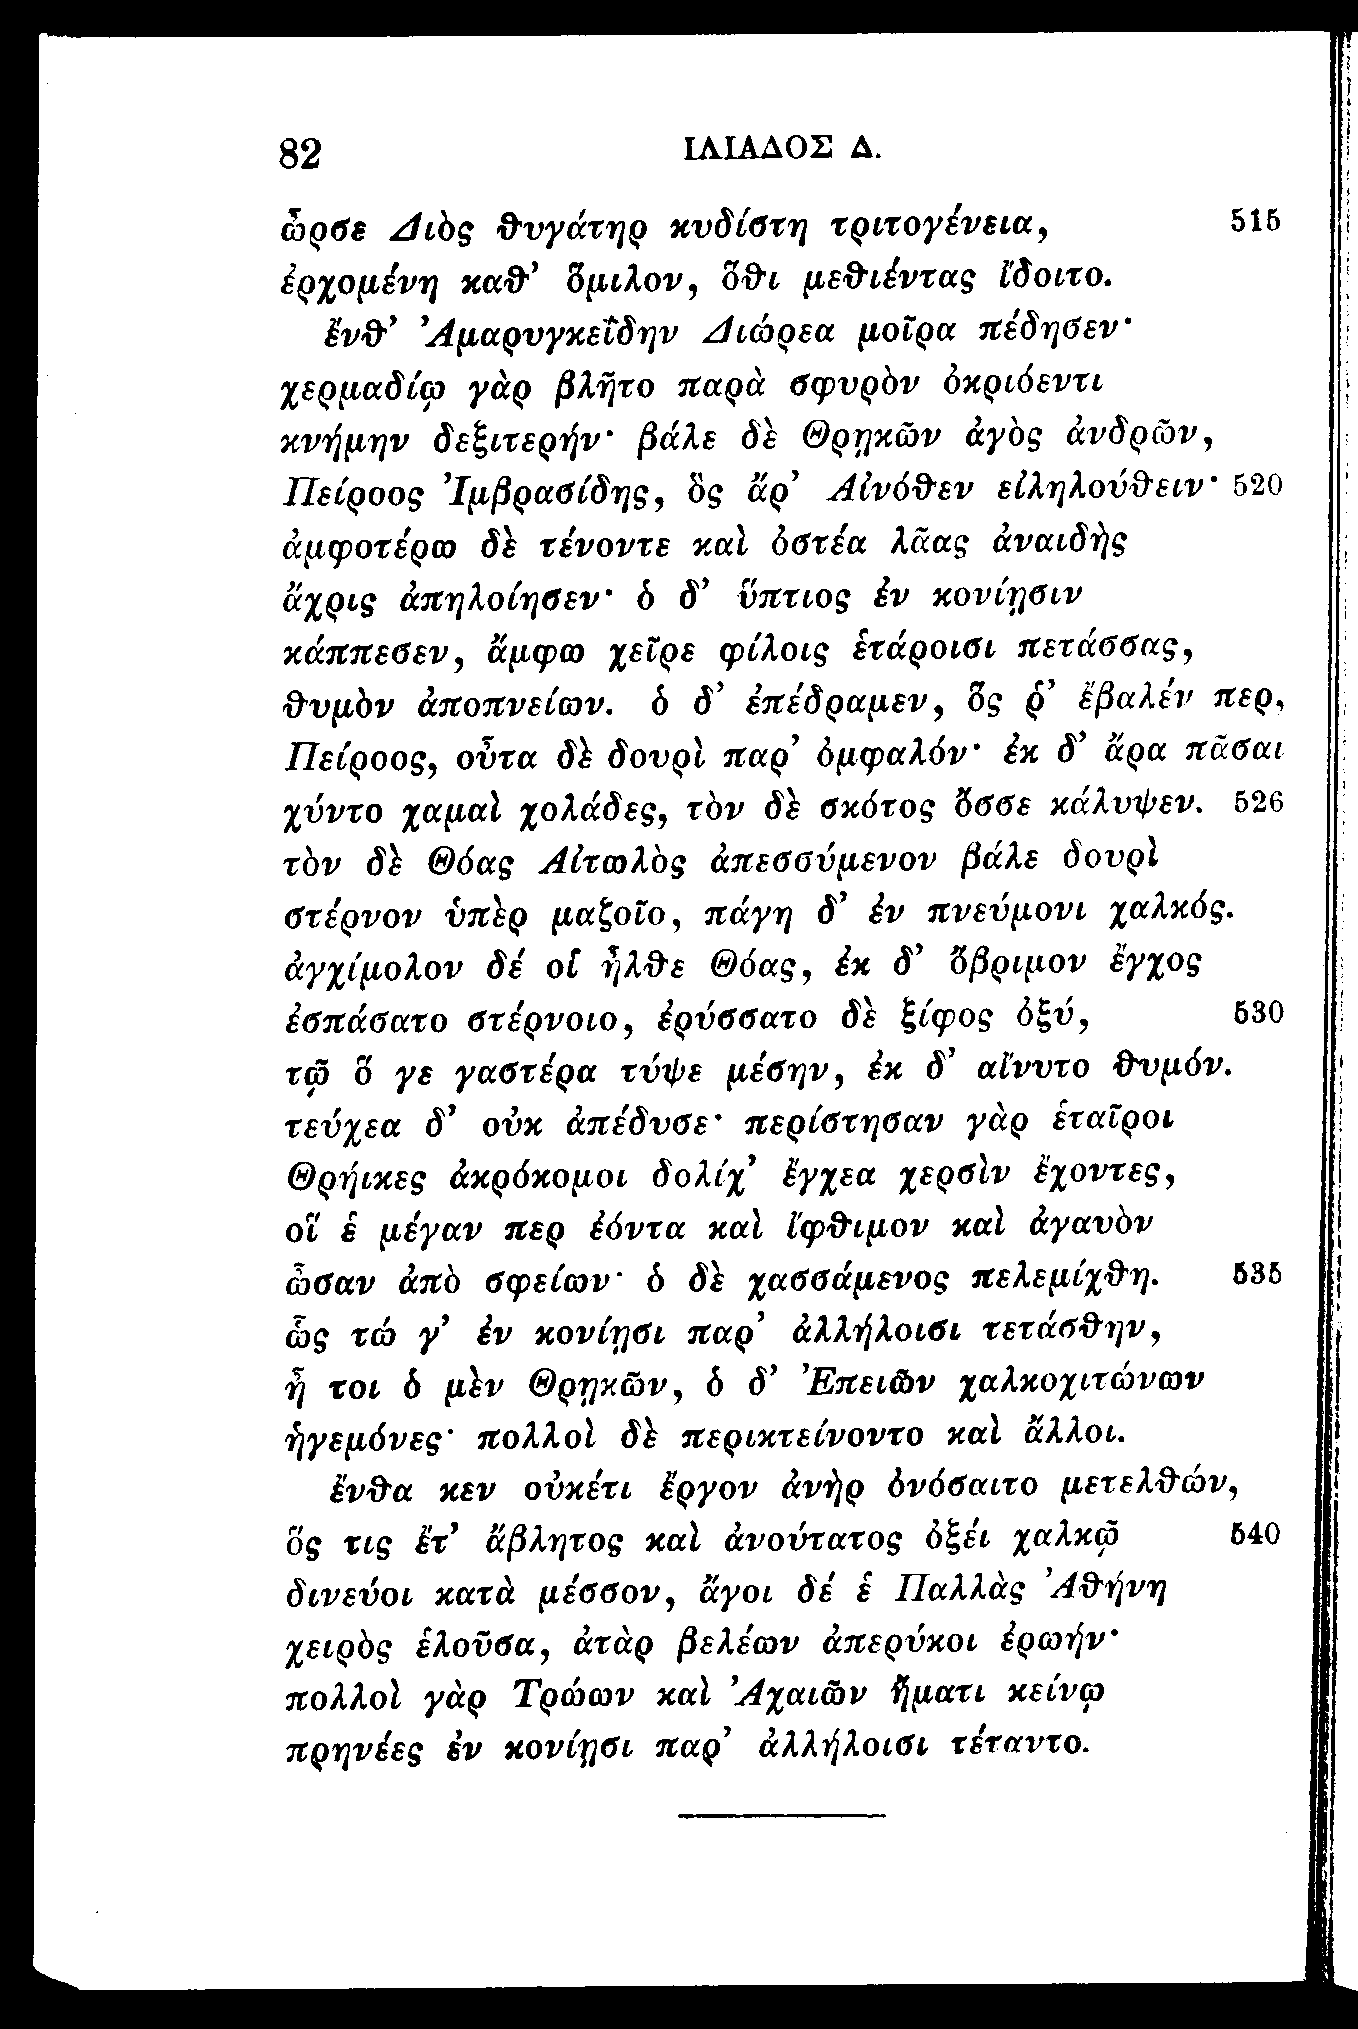 82 ΙΛΙΑΔΟΣ Δ.
ὦρσε Διὸς θυγάτηρ κυδίστη τριτογένεια, 515
ἐρχομένη καθ’ ὅμιλον, ὅθι μεθιέντας ἴδοιτο.
ἔνθ’ Ἀμαρυγκεΐδην Διώρεα μοῖρα πέδησεν·
χερμαδίῳ γὰρ βλῆτο παρὰ σφυρὸν ὀκριόεντι
κνήμην δεξιτερήν· βάλε δὲ Θρῃκῶν ἀγὸς ἀνδρῶν,
Πείροος Ἰμβρασίδης, ὃς ἄρ’ Αἰνόθεν εἰληλούθειν· 520
ἀμφοτέρω δὲ τένοντε καὶ ὀστέα λᾶας ἀναιδὴς
ἄχρις ἀπηλοίησεν· ὁ δ’ ὕπτιος ἐν κονίῃσιν
κάππεσεν, ἄμφω χεῖρε φίλοις ἑτάροισι πετάσσας,
θυμὸν ἀποπνείων. ὁ δ’ ἐπέδραμεν, ὅς ῥ’ ἔβαλέν περ,
Πείροος, οὖτα δὲ δουρὶ παρ’ ὀμφαλόν· ἐκ δ’ ἄρα πᾶσαι
χύντο χαμαὶ χολάδες, τὸν δὲ σκότος ὄσσε κάλυψεν. 526
τὸν δὲ Θόας Αἰτωλὸς ἀπεσσύμενον βάλε δουρὶ
στέρνον ὑπὲρ μαζοῖο, πάγη δ’ ἐν πνεύμονι χαλκός.
ἀγχίμολον δέ οἱ ἦλθε Θόας, ἐκ δ’ ὄβριμον ἔγχος
ἐσπάσατο στέρνοιο, ἐρύσσατο δὲ ξίφος ὀξύ, 530
τῷ ὅ γε γαστέρα τύψε μέσην, ἐκ δ’ αἴνυτο θυμόν.
τεύχεα δ’ οὐκ ἀπέδυσε· περίστησαν γὰρ ἑταῖροι
Θρήικες ἀκρόκομοι δολίχ’ ἔγχεα χερσὶν ἔχοντες,
οἵ ἑ μέγαν περ ἐόντα καὶ ἴφθιμον καὶ ἀγαυὸν
ὦσαν ἀπὸ σφείων· ὁ δὲ χασσάμενος πελεμίχθη. 535
ὣς τώ γ’ ἐν κονίῃσι παρ’ ἀλλήλοισι τετάσθην,
ἦ τοι ὁ μὲν Θρῃκῶν, ὁ δ’ Ἐπειῶν χαλκοχιτώνων
ἡγεμόνες· πολλοὶ δὲ περικτείνοντο καὶ ἄλλοι.
ἔνθα κεν οὐκέτι ἔργον ἀνὴρ ὀνόσαιτο μετελθών,
ὅς τις ἔτ’ ἄβλητος καὶ ἀνούτατος ὀξέι χαλκῷ 540
δινεύοι κατὰ μέσσον, ἄγοι δέ ἑ Παλλὰς Ἀθήνη
χειρὸς ἑλοῦσα, ἀτὰρ βελέων ἀπερύκοι ἐρωήν·
πολλοὶ γὰρ Τρώων καὶ Ἀχαιῶν ἤματι κείνῳ
πρηνέες ἐν κονίῃσι παρ’ ἀλλήλοισι τέταντο.